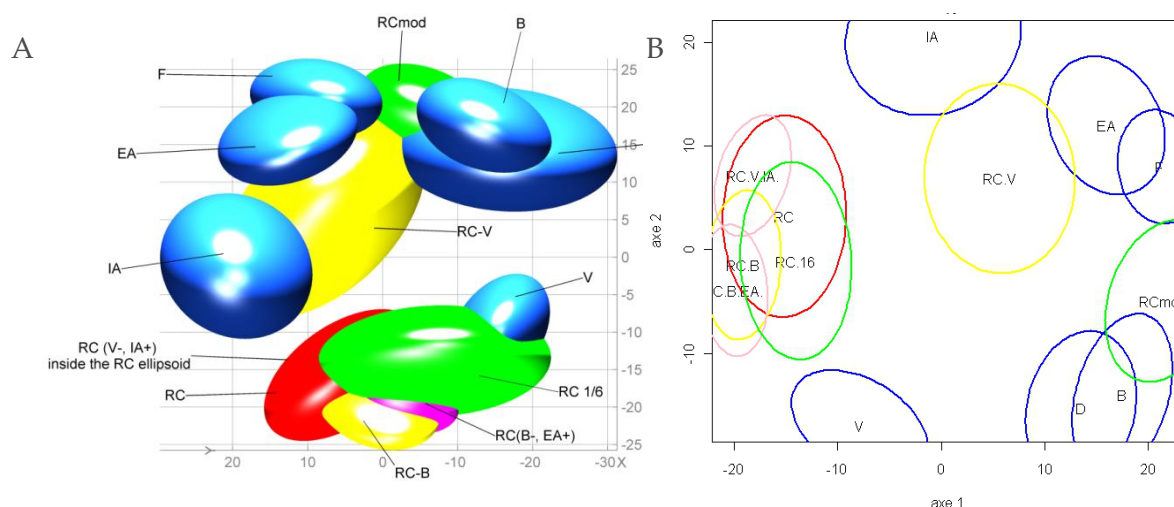 A
RCmod
B
F
EA
25
20
15
10
5
0
-5
-10
-15
-20
-25
RC-V
IA
V
RC (V-, IA+)
inside the RC ellipsoid
RC
RC 1/6
RC(B-, EA+)
RC-B
20
10
0
-10
-20
-30 X
B
20
10
0
-10
axe 2
IA
EA
F
RC.V
RC.V.IA.
RC
RC.16
RC.B
C.B.EA.
RCmo
D
B
V
-20
-10
0
10
20
axe 1